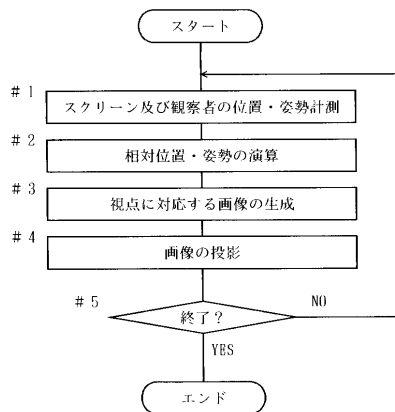 スタート
#1
スクリーン及び観察者の位置・姿勢計測
#2
相対位置・姿勢の演算
#3
視点に対応する画像の生成
#4
画像の投影
#5
終了?
NO
YES
エンド